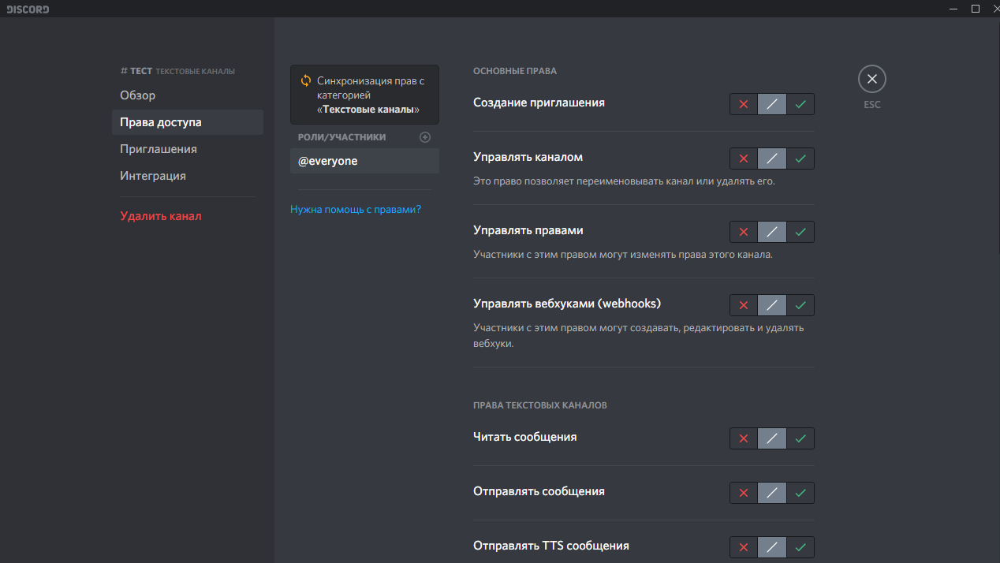 DISCORD
# ТЕСТ ТЕКСТОВЫЕ КАНАЛЫ
Обзор
Права доступа
Приглашения
Интеграция
Удалить канал
Синхронизация прав с
категорией
«Текстовые каналы»
РОЛИ/УЧАСТНИКИ
@everyone
Нужна помощь с правами?
ОСНОВНЫЕ ПРАВА
Создание приглашения
Управлять каналом
Это право позволяет переименовывать канал или удалять его.
Управлять правами
Участники с этим правом могут изменять права этого канала.
Управлять вебхуками (webhooks)
Участники с этим правом могут создавать, редактировать и удалять
вебхуки.
ПРАВА ТЕКСТОВЫХ КАНАЛОВ
Читать сообщения
Отправлять сообщения
Отправлять TTS сообщения
ESC